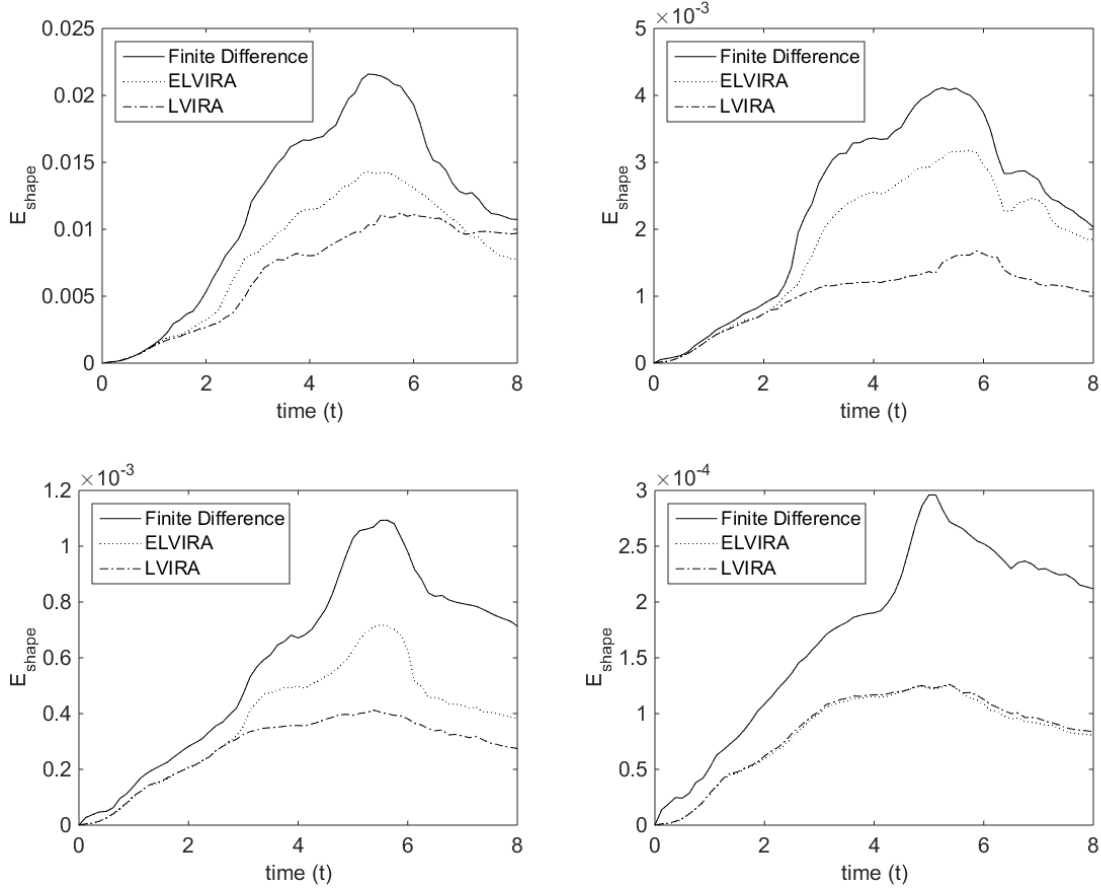 0.025
0.02
0.015
0.01
0.005
0
E_shape
Finite Difference
ELVIRA
LVIRA
0 2 4 6 8
time (t)
×10^-3
5
4
3
2
1
0
E_shape
Finite Difference
ELVIRA
LVIRA
0 2 4 6 8
time (t)
×10^-3
1.2
1
0.8
0.6
0.4
0.2
0
E_shape
Finite Difference
ELVIRA
LVIRA
0 2 4 6 8
time (t)
×10^-4
3
2.5
2
1.5
1
0.5
0
E_shape
Finite Difference
ELVIRA
LVIRA
0 2 4 6 8
time (t)